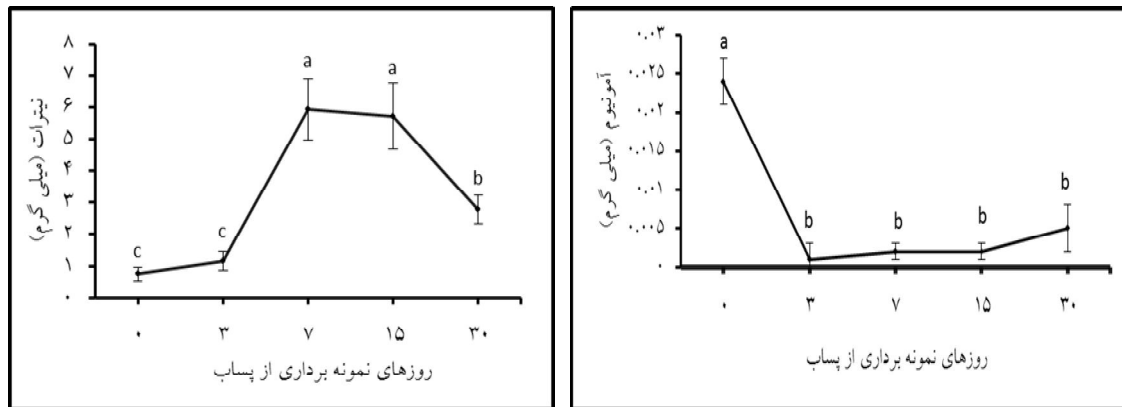 ۸
۷
۶
۵
۴
۳
۲
۱
۰
نیترات (میلی گرم)
c
c
a
a
b
۰ ۳ ۷ ۱۵ ۳۰
روزهای نمونه برداری از پساب
۰.۰۳
۰.۰۲۵
۰.۰۲
۰.۰۱۵
۰.۰۱
۰.۰۰۵
۰
آمونیوم (میلی گرم)
a
b
b
b
b
۰ ۳ ۷ ۱۵ ۳۰
روزهای نمونه برداری از پساب